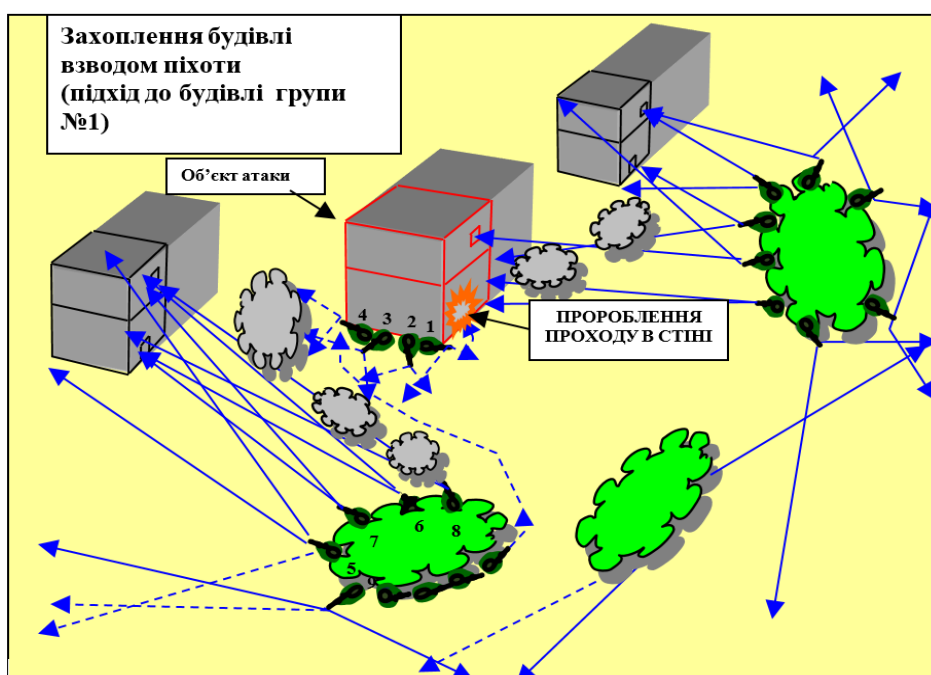 Захоплення будівлі
взводом піхоти
(підхід до будівлі групи
№1)
Об’єкт атаки
ПРОРОБЛЕННЯ
ПРОХОДУ В СТІНІ
4 3 2 1
6 8
7
5
9